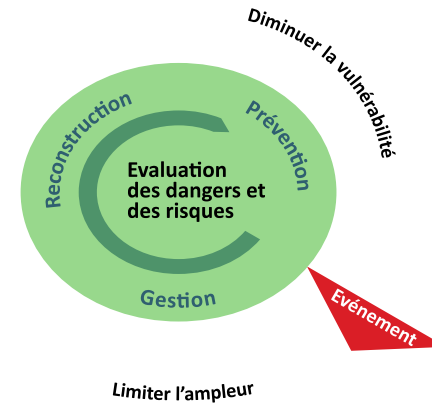 Diminuer la vulnérabilité
Reconstruction
Prévention
Evaluation
des dangers et
des risques
Gestion
Evénement
Limiter l'ampleur